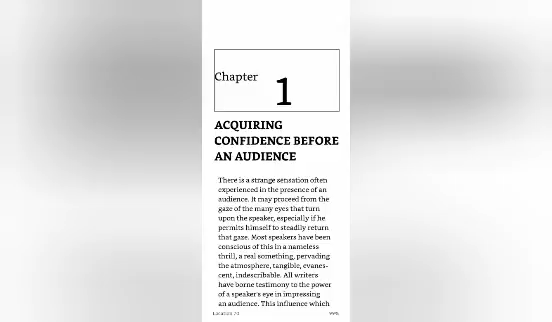 Chapter
1
ACQUIRING
CONFIDENCE BEFORE
AN AUDIENCE
There is a strange sensation often
experienced in the presence of an
audience. It may proceed from the
gaze of the many eyes that turn
upon the speaker, especially if he
permits himself to steadily return
that gaze. Most speakers have been
conscious of this in a nameless
thrill, a real something, pervading
the atmosphere, tangible, evanes-
cent, indescribable. All writers
have borne testimony to the power
of a speaker's eye in impressing
an audience. This influence which
Location 70
99%